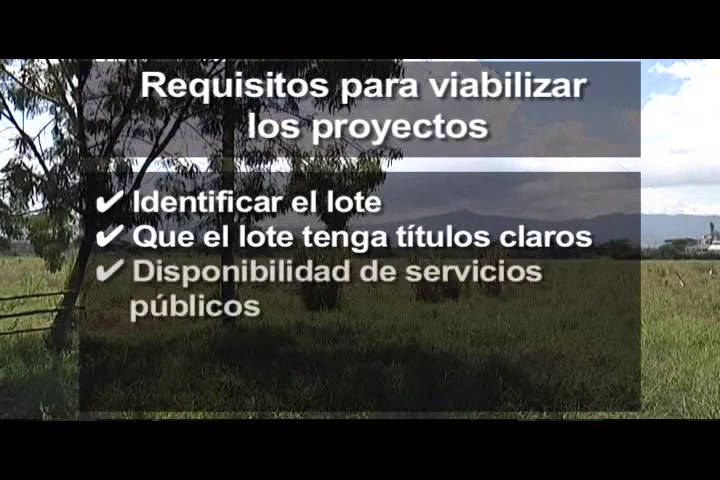 Requisitos para viabilizar
los proyectos
✔ Identificar el lote
✔ Que el lote tenga títulos claros
✔ Disponibilidad de servicios
públicos